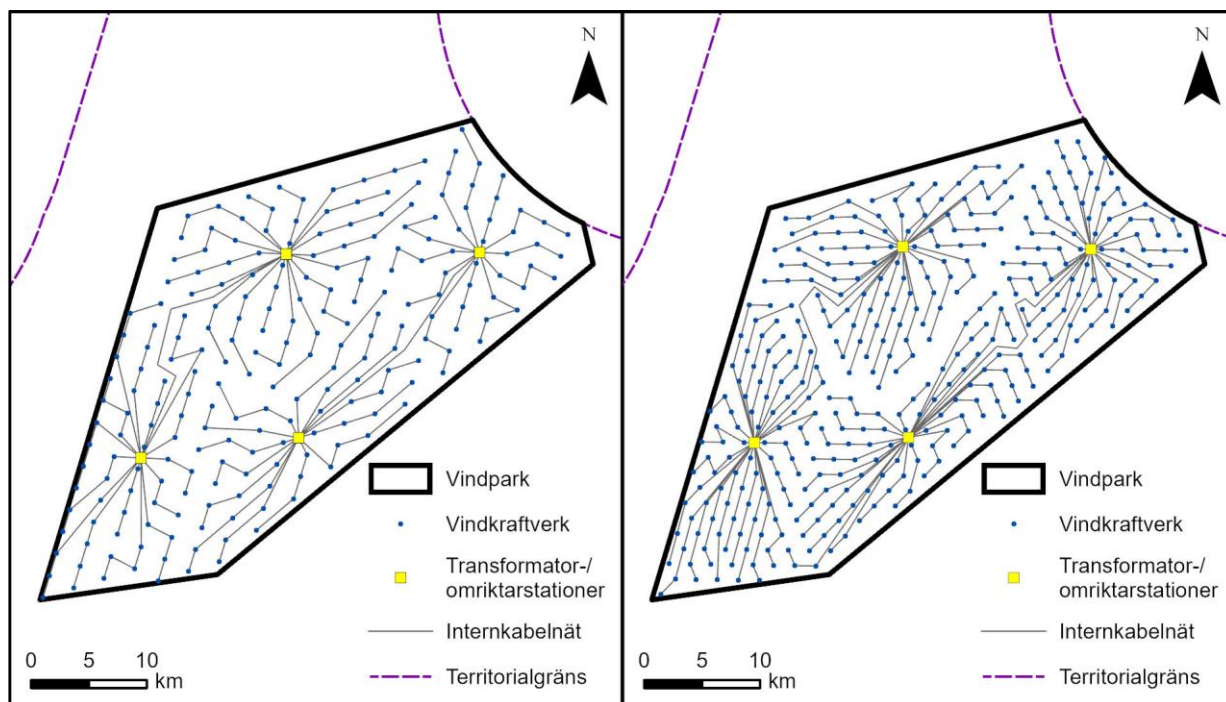 N
Vindpark
Vindkraftverk
Transformator-/
omriktarstationer
Internkabelnät
Territorialgräns
0 5 10
km
N
Vindpark
Vindkraftverk
Transformator-/
omriktarstationer
Internkabelnät
Territorialgräns
0 5 10
km